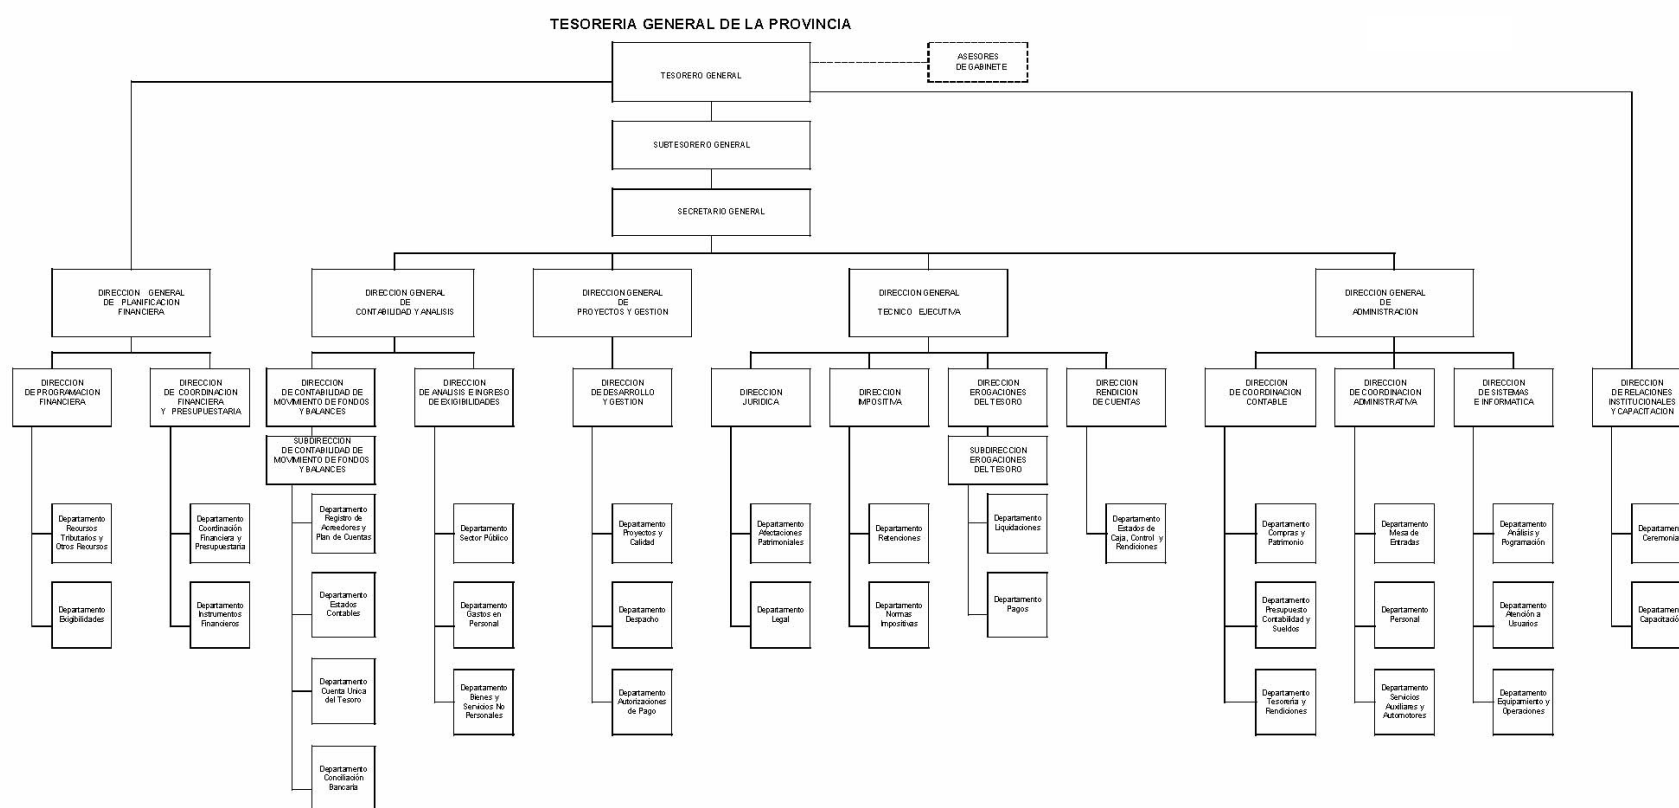 TESORERIA GENERAL DE LA PROVINCIA
TESORERO GENERAL
ASESORES
DE GABINETE
SUBTESORERO GENERAL
SECRETARIO GENERAL
DIRECCION GENERAL
DE PLANIFICACION
FINANCIERA
DIRECCION GENERAL
DE
CONTABILIDAD Y ANALISIS
DIRECCION GENERAL
DE
PROYECTOS Y GESTION
DIRECCION GENERAL
TECNICO EJECUTIVA
DIRECCION GENERAL
DE
ADMINISTRACION
DIRECCION
DE PROGRAMACION
FINANCIERA
DIRECCION
DE COORDINACION
FINANCIERA
Y PRESUPUESTARIA
DIRECCION
DE CONTABILIDAD DE
MOVIMIENTO DE FONDOS
Y BALANCES
DIRECCION
DE ANALISIS E INGRESO
DE EXIGIBILIDADES
DIRECCION
DE DESARROLLO
Y GESTION
DIRECCION
JURIDICA
DIRECCION
IMPOSITIVA
DIRECCION
EROGACIONES
DEL TESORO
DIRECCION
RENDICION
DE CUENTAS
DIRECCION
DE COORDINACION
CONTABLE
DIRECCION
DE COORDINACION
ADMINISTRATIVA
DIRECCION
DE SISTEMAS
E INFORMATICA
DIRECCION
DE RELACIONES
INSTITUCIONALES
Y CAPACITACION
SUBDIRECCION
DE CONTABILIDAD DE
MOVIMIENTO DE FONDOS
Y BALANCES
SUBDIRECCION
EROGACIONES
DEL TESORO
Departamento
Recursos
Tributarios y
Otros Recursos
Departamento
Coordinación
Financiera y
Presupuestaria
Departamento
Registro de
Acreedores y
Plan de Cuentas
Departamento
Sector Público
Departamento
Proyectos y
Calidad
Departamento
Afectaciones
Patrimoniales
Departamento
Retenciones
Departamento
Liquidaciones
Departamento
Estados de
Caja, Control y
Rendiciones
Departamento
Compras y
Patrimonio
Departamento
Mesa de
Entradas
Departamento
Análisis y
Pogramación
Departamen
Ceremonia
Departamento
Exigibilidades
Departamento
Instrumentos
Financieros
Departamento
Estados
Contables
Departamento
Gastos en
Personal
Departamento
Despacho
Departamento
Legal
Departamento
Normas
Impositivas
Departamento
Pagos
Departamento
Presupuesto
Contabilidad y
Sueldos
Departamento
Personal
Departamento
Atención a
Usuarios
Departamen
Capacitació
Departamento
Cuenta Unica
del Tesoro
Departamento
Bienes y
Servicios No
Personales
Departamento
Autorizaciones
de Pago
Departamento
Tesorería y
Rendiciones
Departamento
Servicios
Auxiliares y
Automotores
Departamento
Equipamiento y
Operaciones
Departamento
Conciliación
Bancaria